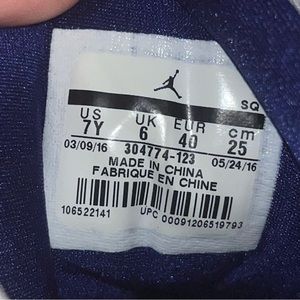 SQ
US UK EUR cm
7Y 6 40 25
03/09/16 304774-123 05/24/16
MADE IN CHINA
FABRIQUE EN CHINE
106522141 UPC 00091206519793